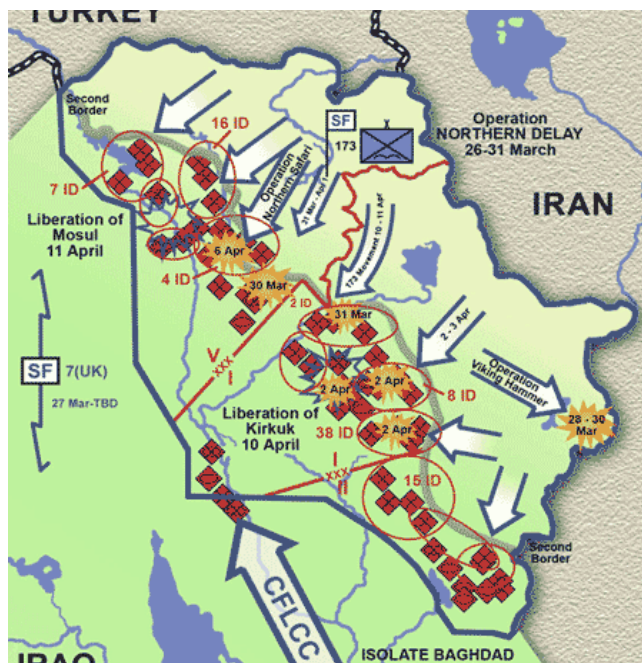 TURKEY
Second
Border
16 ID
SF
173
Operation
NORTHERN DELAY
26-31 March
7 ID
Operation
Northern Safari
IRAN
Liberation of
Mosul
11 April
6 Apr
4 ID
30 Mar
2 ID
173 Movement 10 - 11 Apr
31 Mar
2 - 3 Apr
V
XXX
I
SF
7(UK)
27 Mar-TBD
2 Apr
2 Apr
8 ID
Operation
Viking Hammer
28 - 30
Mar
Liberation of
Kirkuk
10 April
38 ID
2 Apr
I
XXX
II
15 ID
Second
Border
CFLCC
ISOLATE BAGHDAD
IRAQ